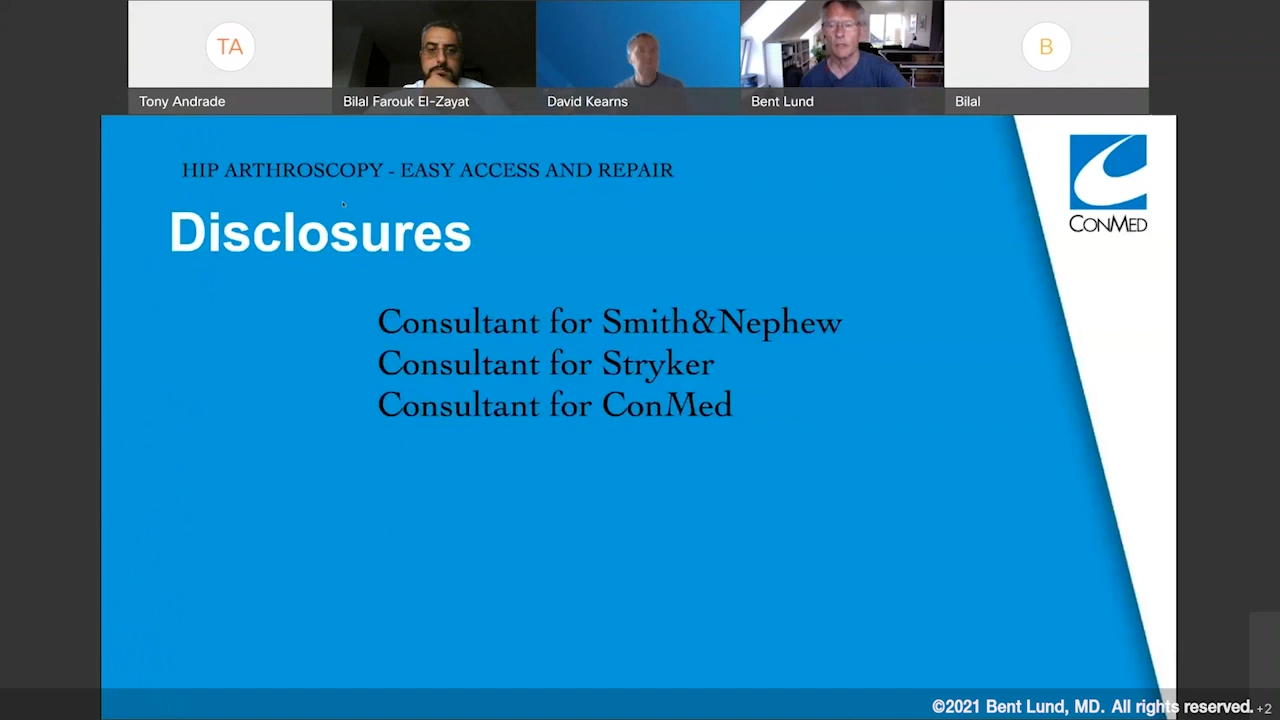 TA
B
Tony Andrade
Bilal Farouk El-Zayat
David Kearns
Bent Lund
Bilal
HIP ARTHROSCOPY - EASY ACCESS AND REPAIR
Disclosures
CONMED
Consultant for Smith&Nephew
Consultant for Stryker
Consultant for ConMed
©2021 Bent Lund, MD. All rights reserved.
+2